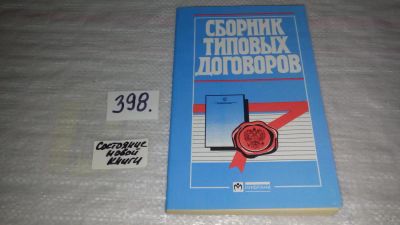 СБОРНИК
ТИПОВЫХ
ДОГОВОРОВ
398.
Состояние
новой
книги